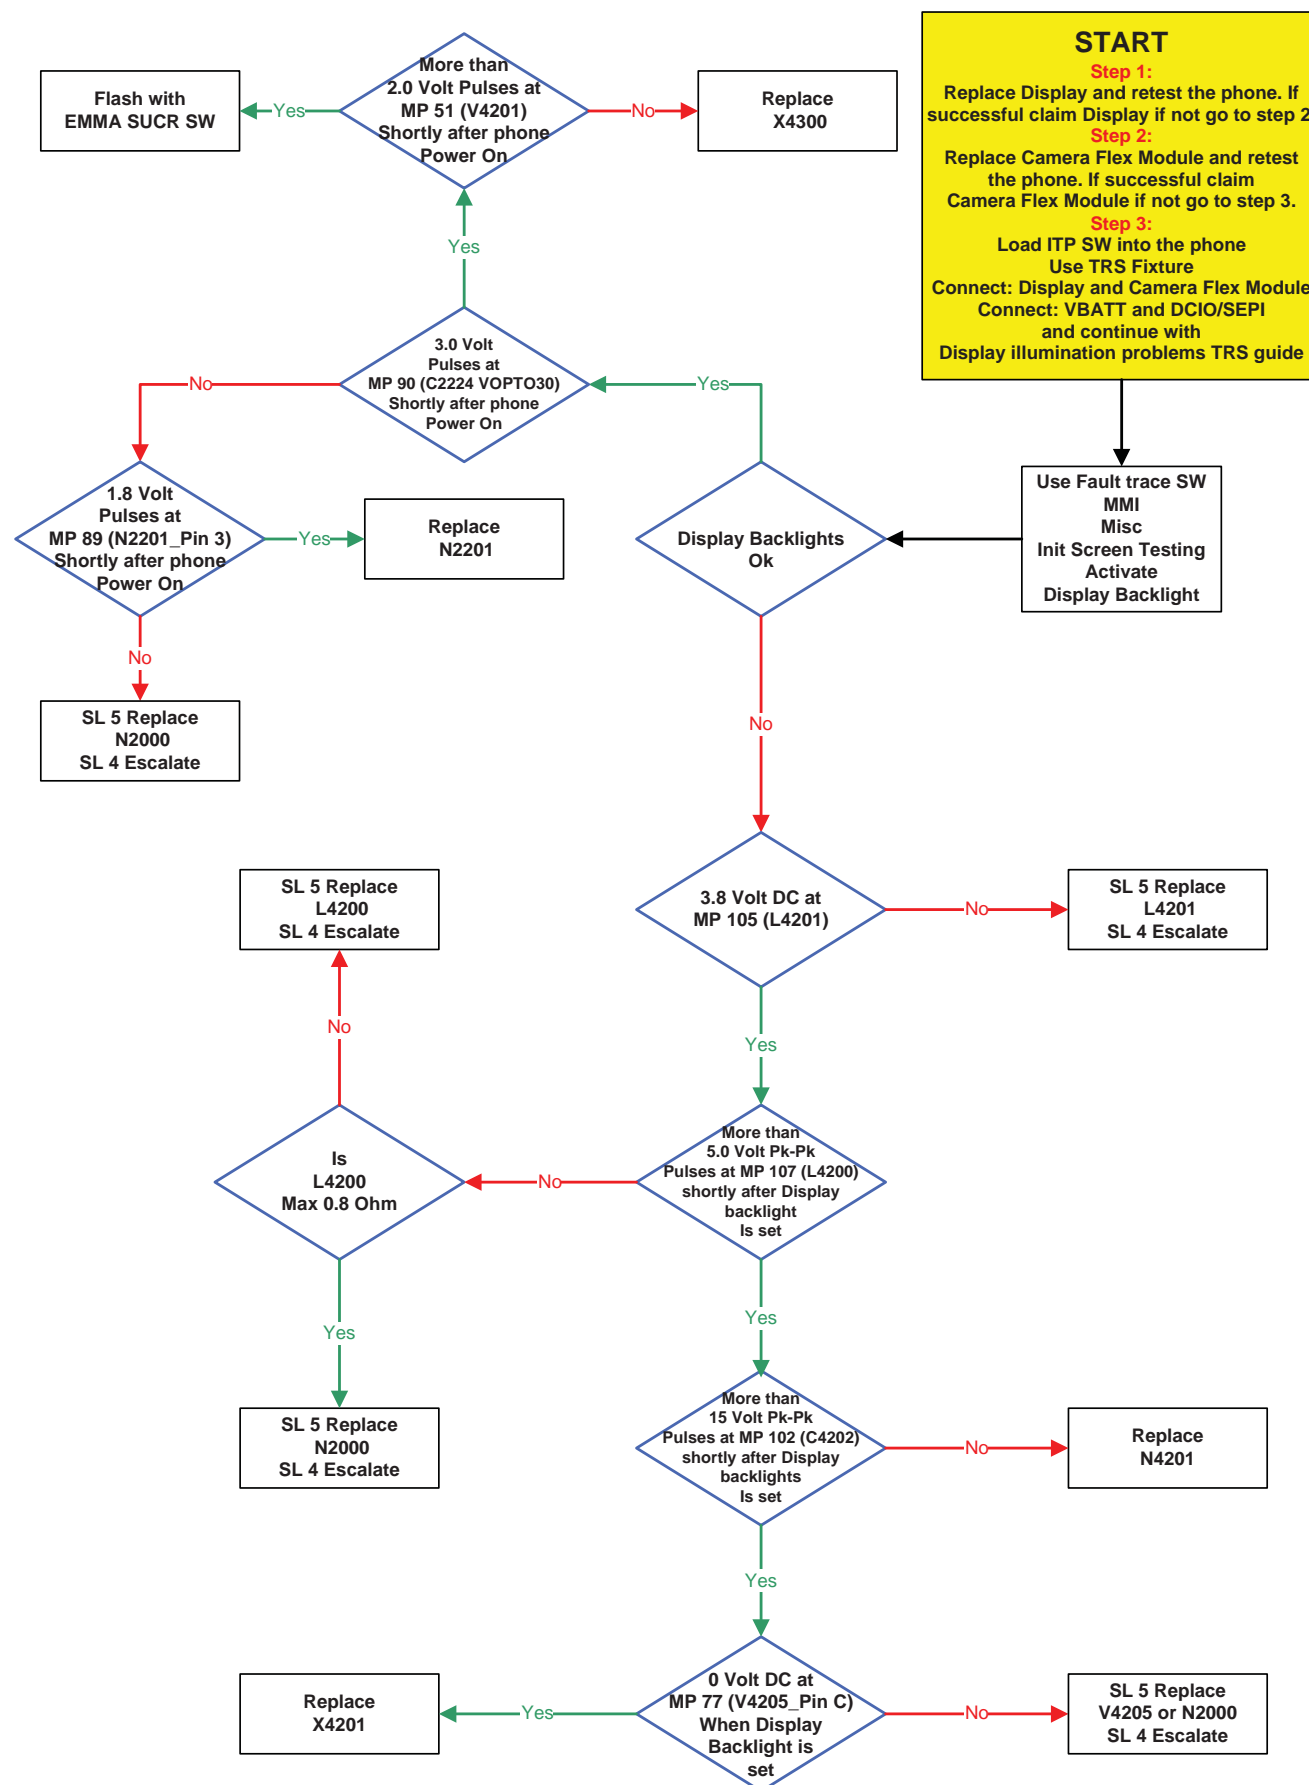 START
Step 1:
Replace Display and retest the phone. If
successful claim Display if not go to step 2
Step 2:
Replace Camera Flex Module and retest
the phone. If successful claim
Camera Flex Module if not go to step 3.
Step 3:
Load ITP SW into the phone
Use TRS Fixture
Connect: Display and Camera Flex Module
Connect: VBATT and DCIO/SEPI
and continue with
Display illumination problems TRS guide
Use Fault trace SW
MMI
Misc
Init Screen Testing
Activate
Display Backlight
Display Backlights
Ok
Yes
No
3.0 Volt
Pulses at
MP 90 (C2224 VOPTO30)
Shortly after phone
Power On
Yes
No
More than
2.0 Volt Pulses at
MP 51 (V4201)
Shortly after phone
Power On
Yes
No
Flash with
EMMA SUCR SW
Replace
X4300
1.8 Volt
Pulses at
MP 89 (N2201_Pin 3)
Shortly after phone
Power On
Yes
No
Replace
N2201
SL 5 Replace
N2000
SL 4 Escalate
3.8 Volt DC at
MP 105 (L4201)
No
Yes
SL 5 Replace
L4201
SL 4 Escalate
More than
5.0 Volt Pk-Pk
Pulses at MP 107 (L4200)
shortly after Display
backlight
Is set
No
Yes
Is
L4200
Max 0.8 Ohm
No
Yes
SL 5 Replace
L4200
SL 4 Escalate
SL 5 Replace
N2000
SL 4 Escalate
More than
15 Volt Pk-Pk
Pulses at MP 102 (C4202)
shortly after Display
backlights
Is set
No
Yes
Replace
N4201
0 Volt DC at
MP 77 (V4205_Pin C)
When Display
Backlight is
set
Yes
No
Replace
X4201
SL 5 Replace
V4205 or N2000
SL 4 Escalate